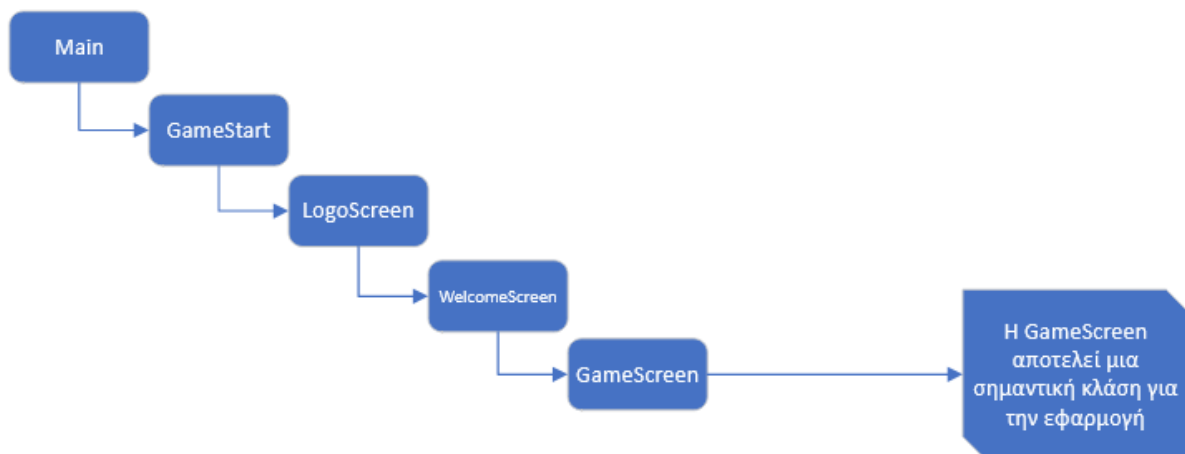 Main
GameStart
LogoScreen
WelcomeScreen
GameScreen
Η GameScreen
αποτελεί μια
σημαντική κλάση για
την εφαρμογή